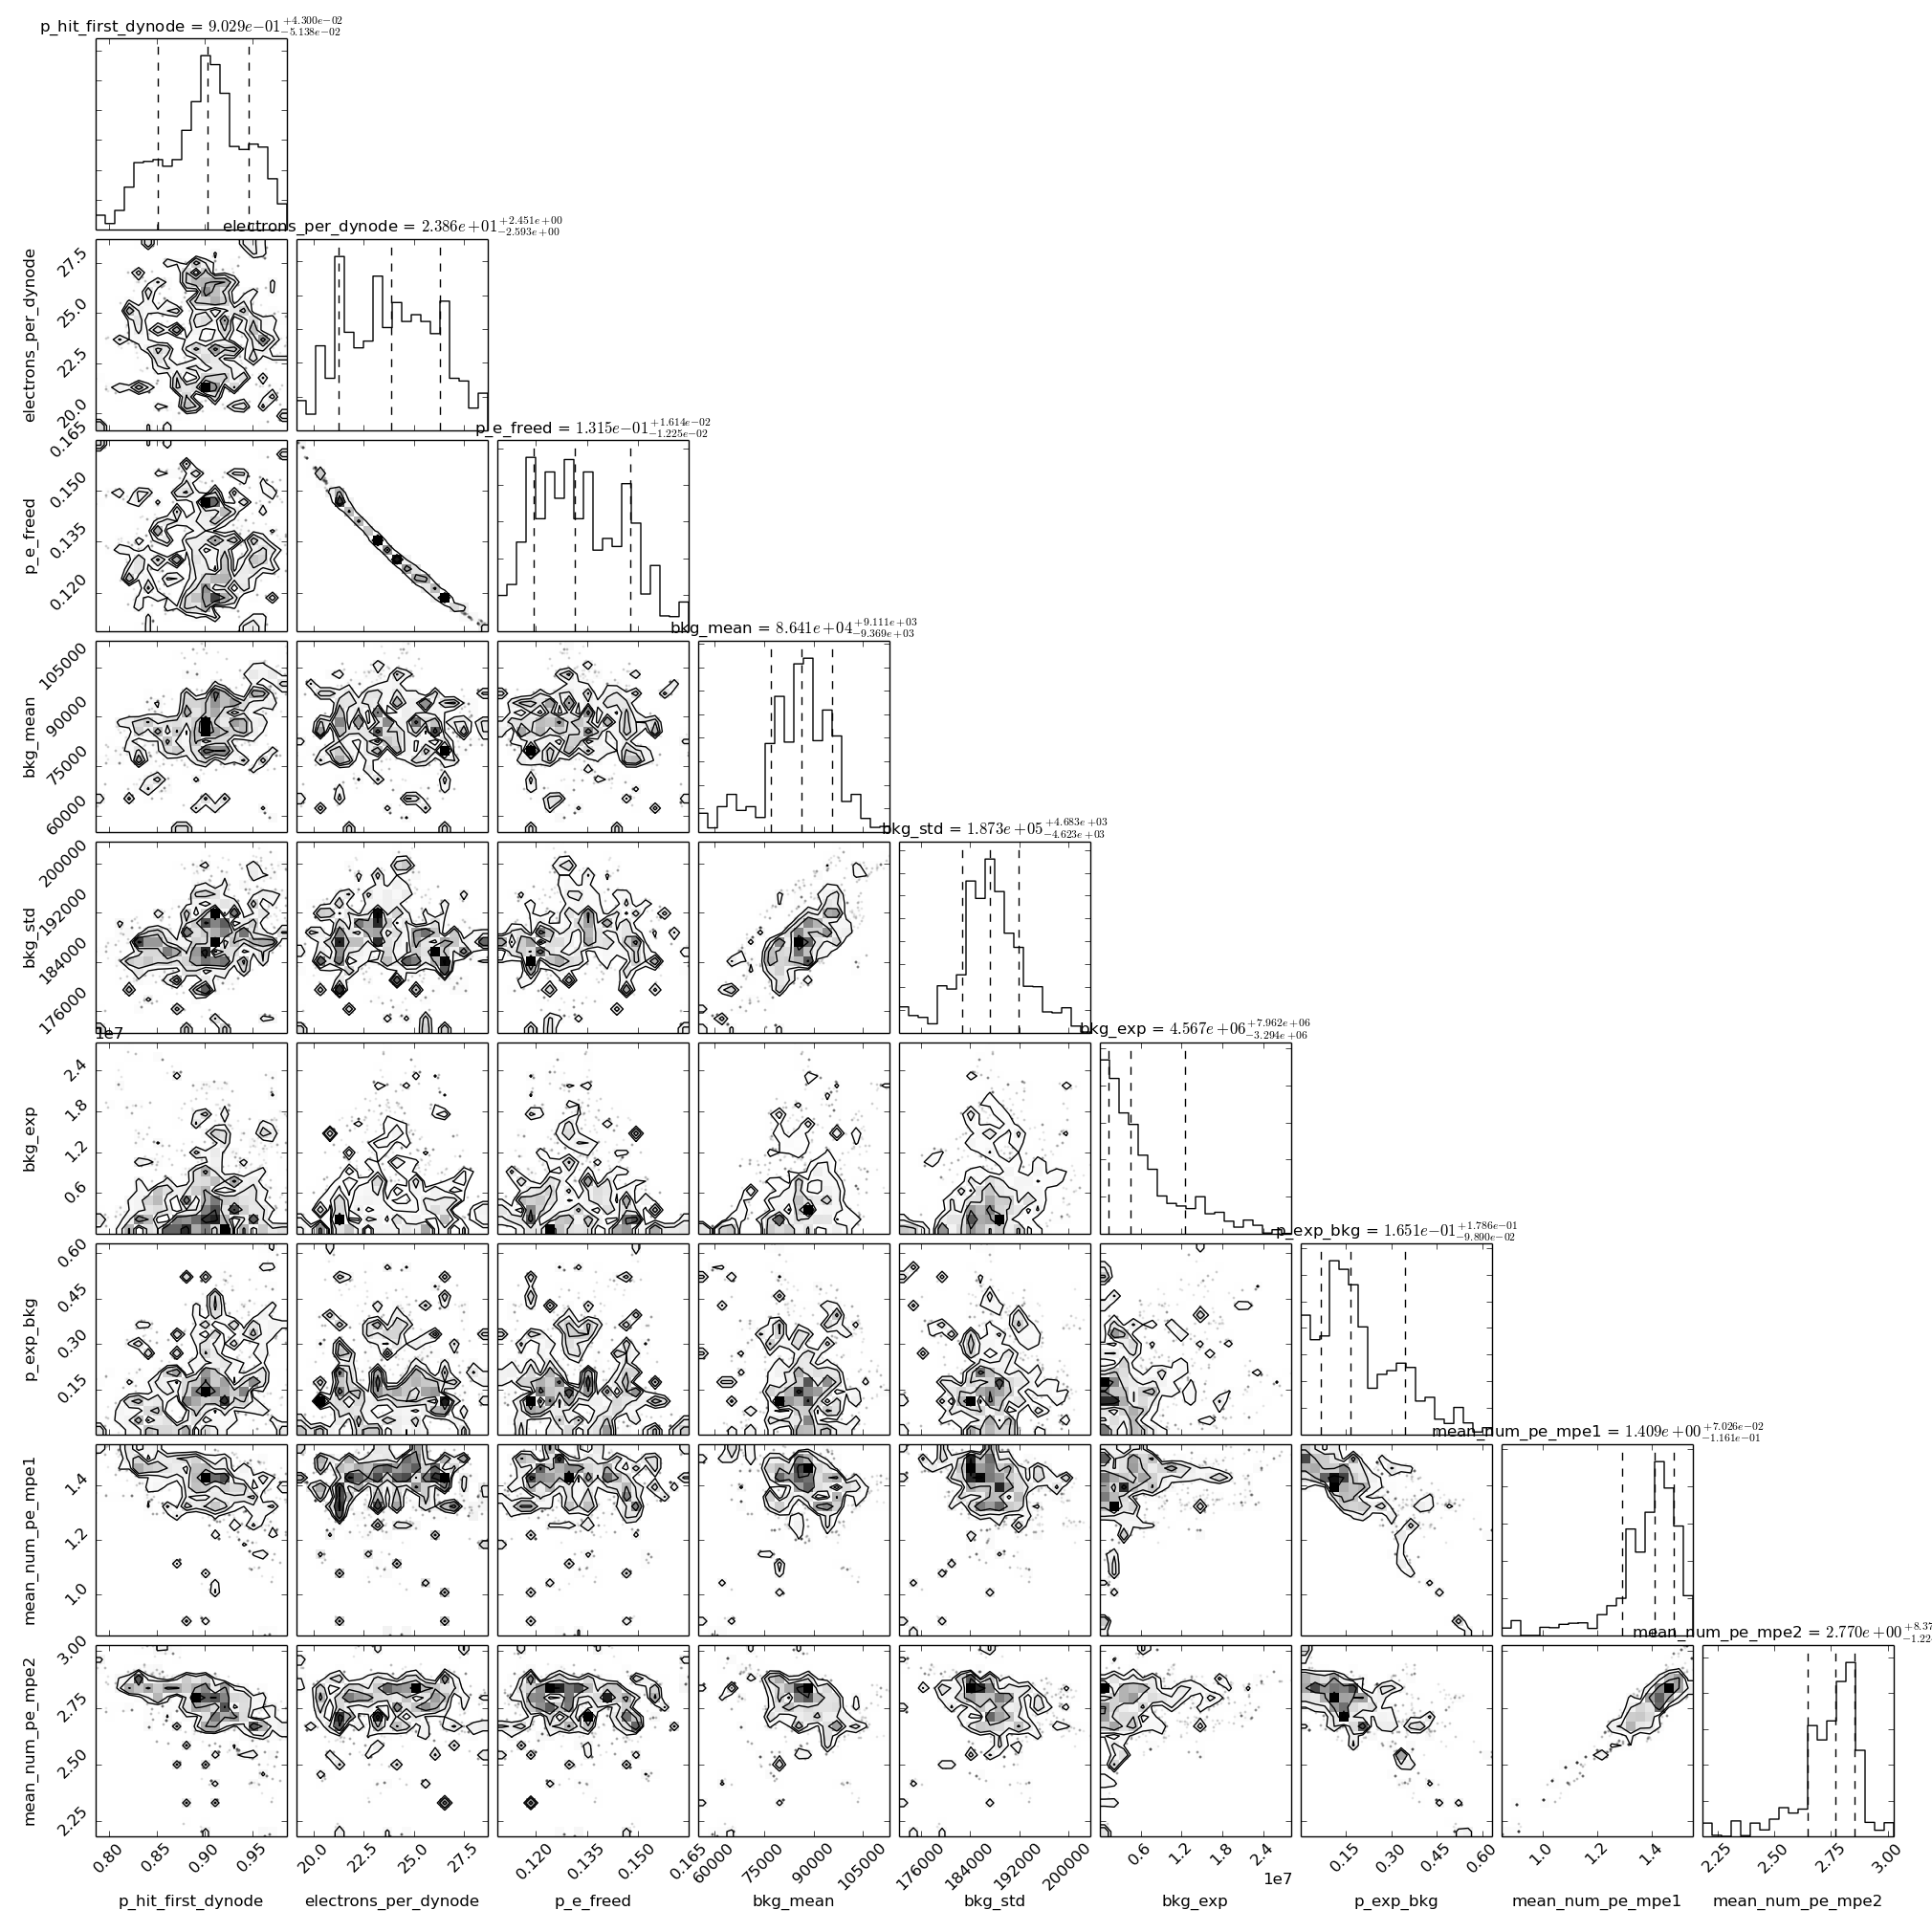 p_hit_first_dynode = 9.029e−01 +4.300e−02 −5.138e−02
electrons_per_dynode = 2.386e+01 +2.451e+00 −2.593e+00
electrons_per_dynode
27.5
25.0
22.5
20.0
p_e_freed = 1.315e−01 +1.614e−02 −1.225e−02
p_e_freed
0.165
0.150
0.135
0.120
bkg_mean = 8.641e+04 +9.111e+03 −9.369e+03
bkg_mean
105000
90000
75000
60000
bkg_std = 1.873e+05 +4.683e+03 −4.623e+03
bkg_std
200000
192000
184000
176000
bkg_exp = 4.567e+06 +7.962e+06 −3.294e+06
1e7
bkg_exp
2.4
1.8
1.2
0.6
p_exp_bkg = 1.651e−01 +1.786e−01 −9.890e−02
p_exp_bkg
0.60
0.45
0.30
0.15
mean_num_pe_mpe1 = 1.409e+00 +7.026e−02 −1.161e−01
mean_num_pe_mpe1
1.4
1.2
1.0
mean_num_pe_mpe2 = 2.770e+00 +8.37 −1.22
mean_num_pe_mpe2
3.00
2.75
2.50
2.25
0.80 0.85 0.90 0.95 20.0 22.5 25.0 27.5 0.120 0.135 0.150 0.165 60000 75000 90000 105000 176000 184000 192000 200000 0.6 1.2 1.8 2.4 0.15 0.30 0.45 0.60 1.0 1.2 1.4 2.25 2.50 2.75 3.00
1e7
p_hit_first_dynode electrons_per_dynode p_e_freed bkg_mean bkg_std bkg_exp p_exp_bkg mean_num_pe_mpe1 mean_num_pe_mpe2